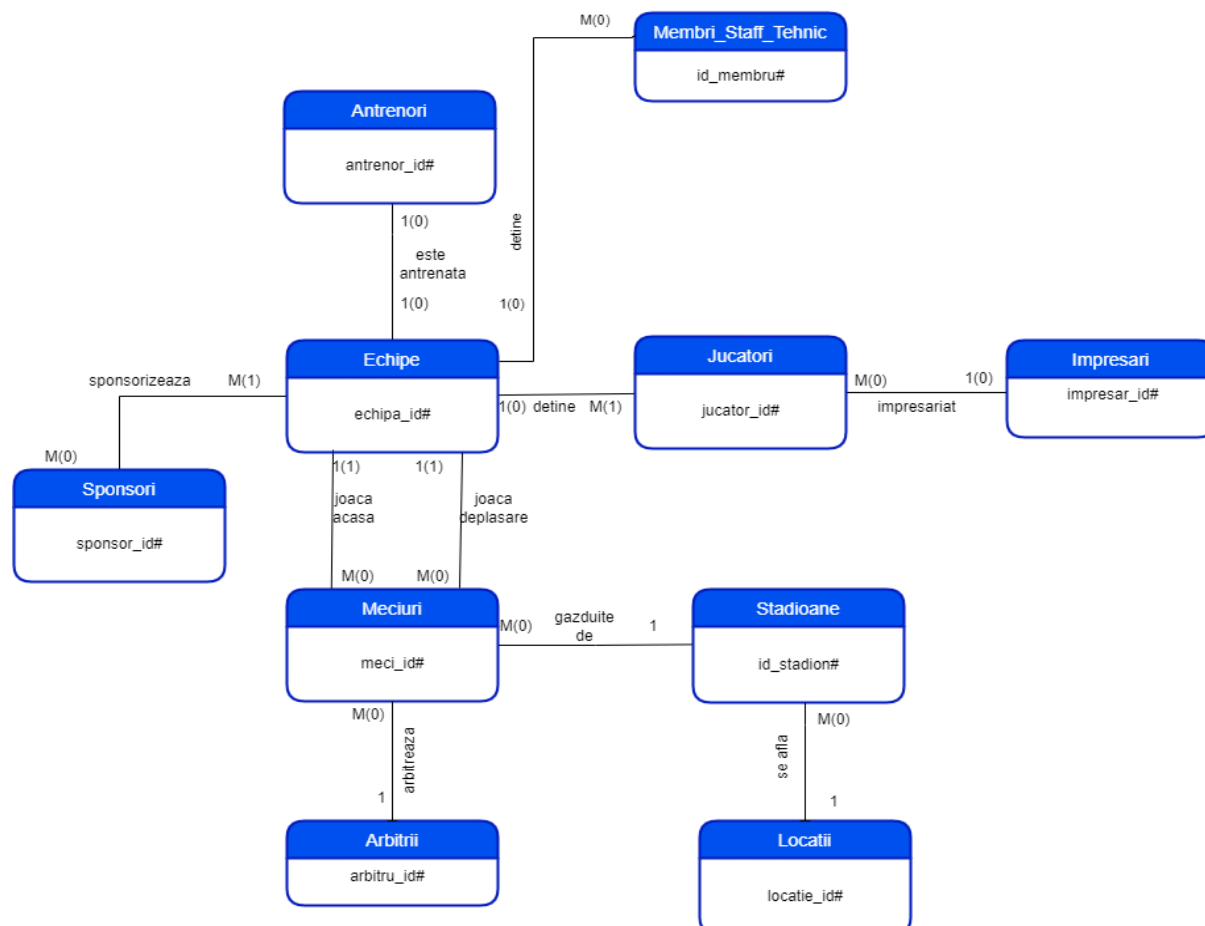 M(0)
Membri_Staff_Tehnic
id_membru#
Antrenori
antrenor_id#
detine
1(0)
este
antrenata
1(0)
1(0)
Echipe
echipa_id#
Jucatori
jucator_id#
Impresari
impresar_id#
sponsorizeaza
M(1)
M(0)
1(0)
impresariat
1(0)
detine
M(1)
M(0)
Sponsori
sponsor_id#
1(1)
1(1)
joaca
acasa
joaca
deplasare
M(0)
M(0)
Meciuri
meci_id#
Stadioane
id_stadion#
M(0)
gazduite
de
1
M(0)
arbitreaza
1
M(0)
se afla
1
Arbitrii
arbitru_id#
Locatii
locatie_id#